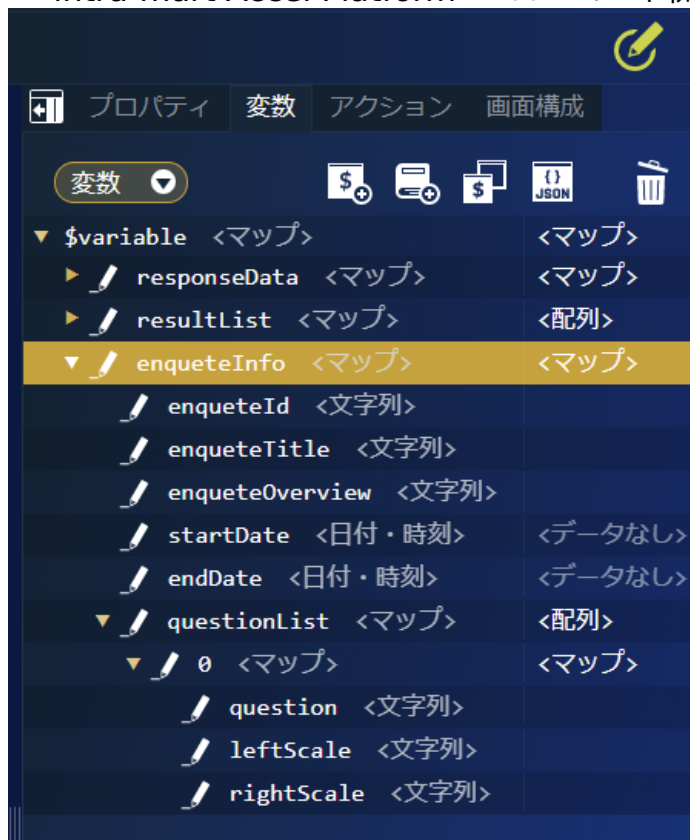 プロパティ 変数 アクション 画面構成
変数 $ $ {} JSON
$variable <マップ> <マップ>
responseData <マップ> <マップ>
resultList <マップ> <配列>
enqueteInfo <マップ> <マップ>
enqueteId <文字列>
enqueteTitle <文字列>
enqueteOverview <文字列>
startDate <日付・時刻> <データなし>
endDate <日付・時刻> <データなし>
questionList <マップ> <配列>
0 <マップ> <マップ>
question <文字列>
leftScale <文字列>
rightScale <文字列>